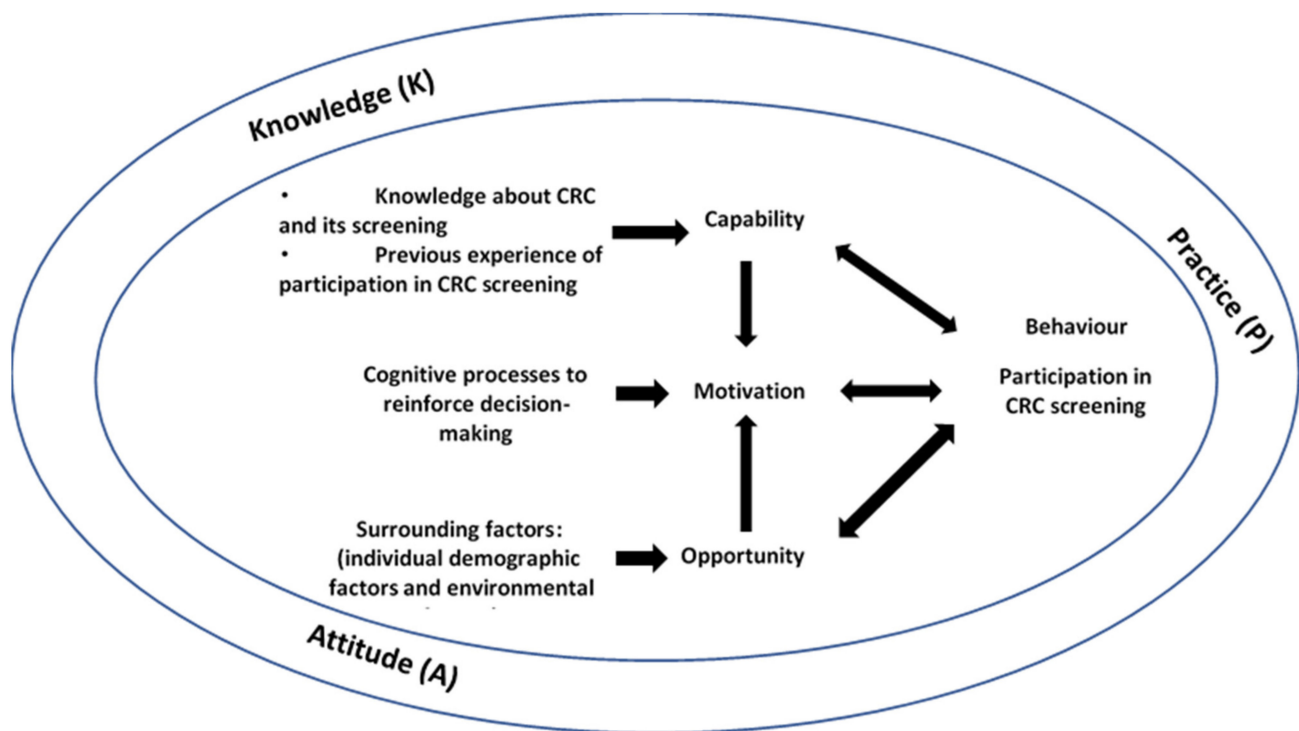 Knowledge (K)
• Knowledge about CRC
and its screening
• Previous experience of
participation in CRC screening
Capability
Practice (P)
Behaviour
Participation in
CRC screening
Cognitive processes to
reinforce decision-
making
Motivation
Surrounding factors:
(individual demographic
factors and environmental
Opportunity
Attitude (A)